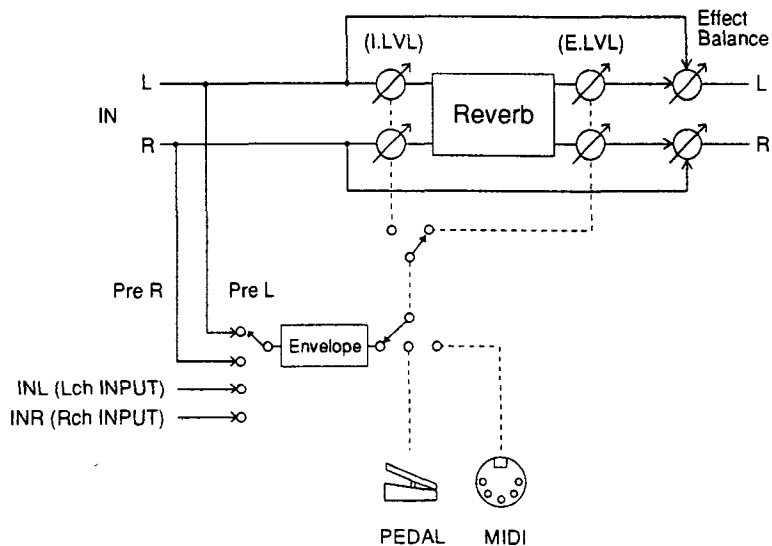 Effect
Balance
(I.LVL)
(E.LVL)
L
L
IN
Reverb
R
R
Pre R
Pre L
Envelope
INL (Lch INPUT)
INR (Rch INPUT)
PEDAL
MIDI